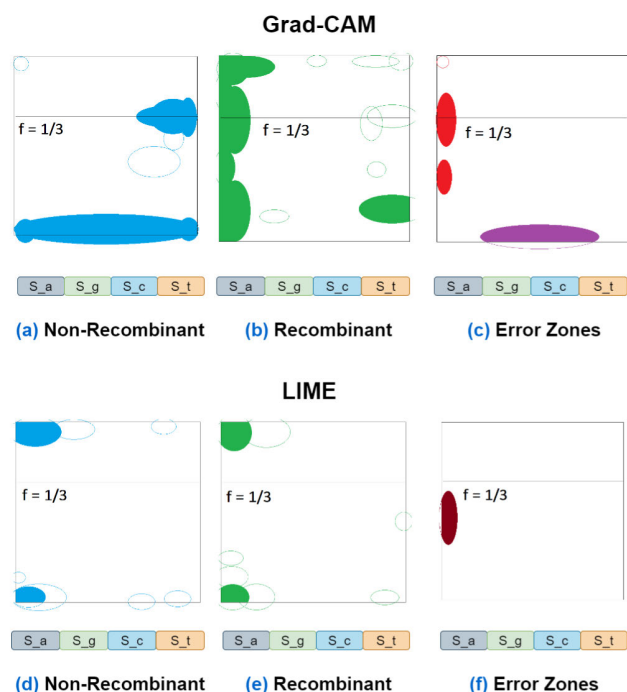 Grad-CAM
f = 1/3
f = 1/3
f = 1/3
S_a S_g S_c S_t
S_a S_g S_c S_t
S_a S_g S_c S_t
(a) Non-Recombinant
(b) Recombinant
(c) Error Zones
LIME
f = 1/3
f = 1/3
f = 1/3
S_a S_g S_c S_t
S_a S_g S_c S_t
S_a S_g S_c S_t
(d) Non-Recombinant
(e) Recombinant
(f) Error Zones